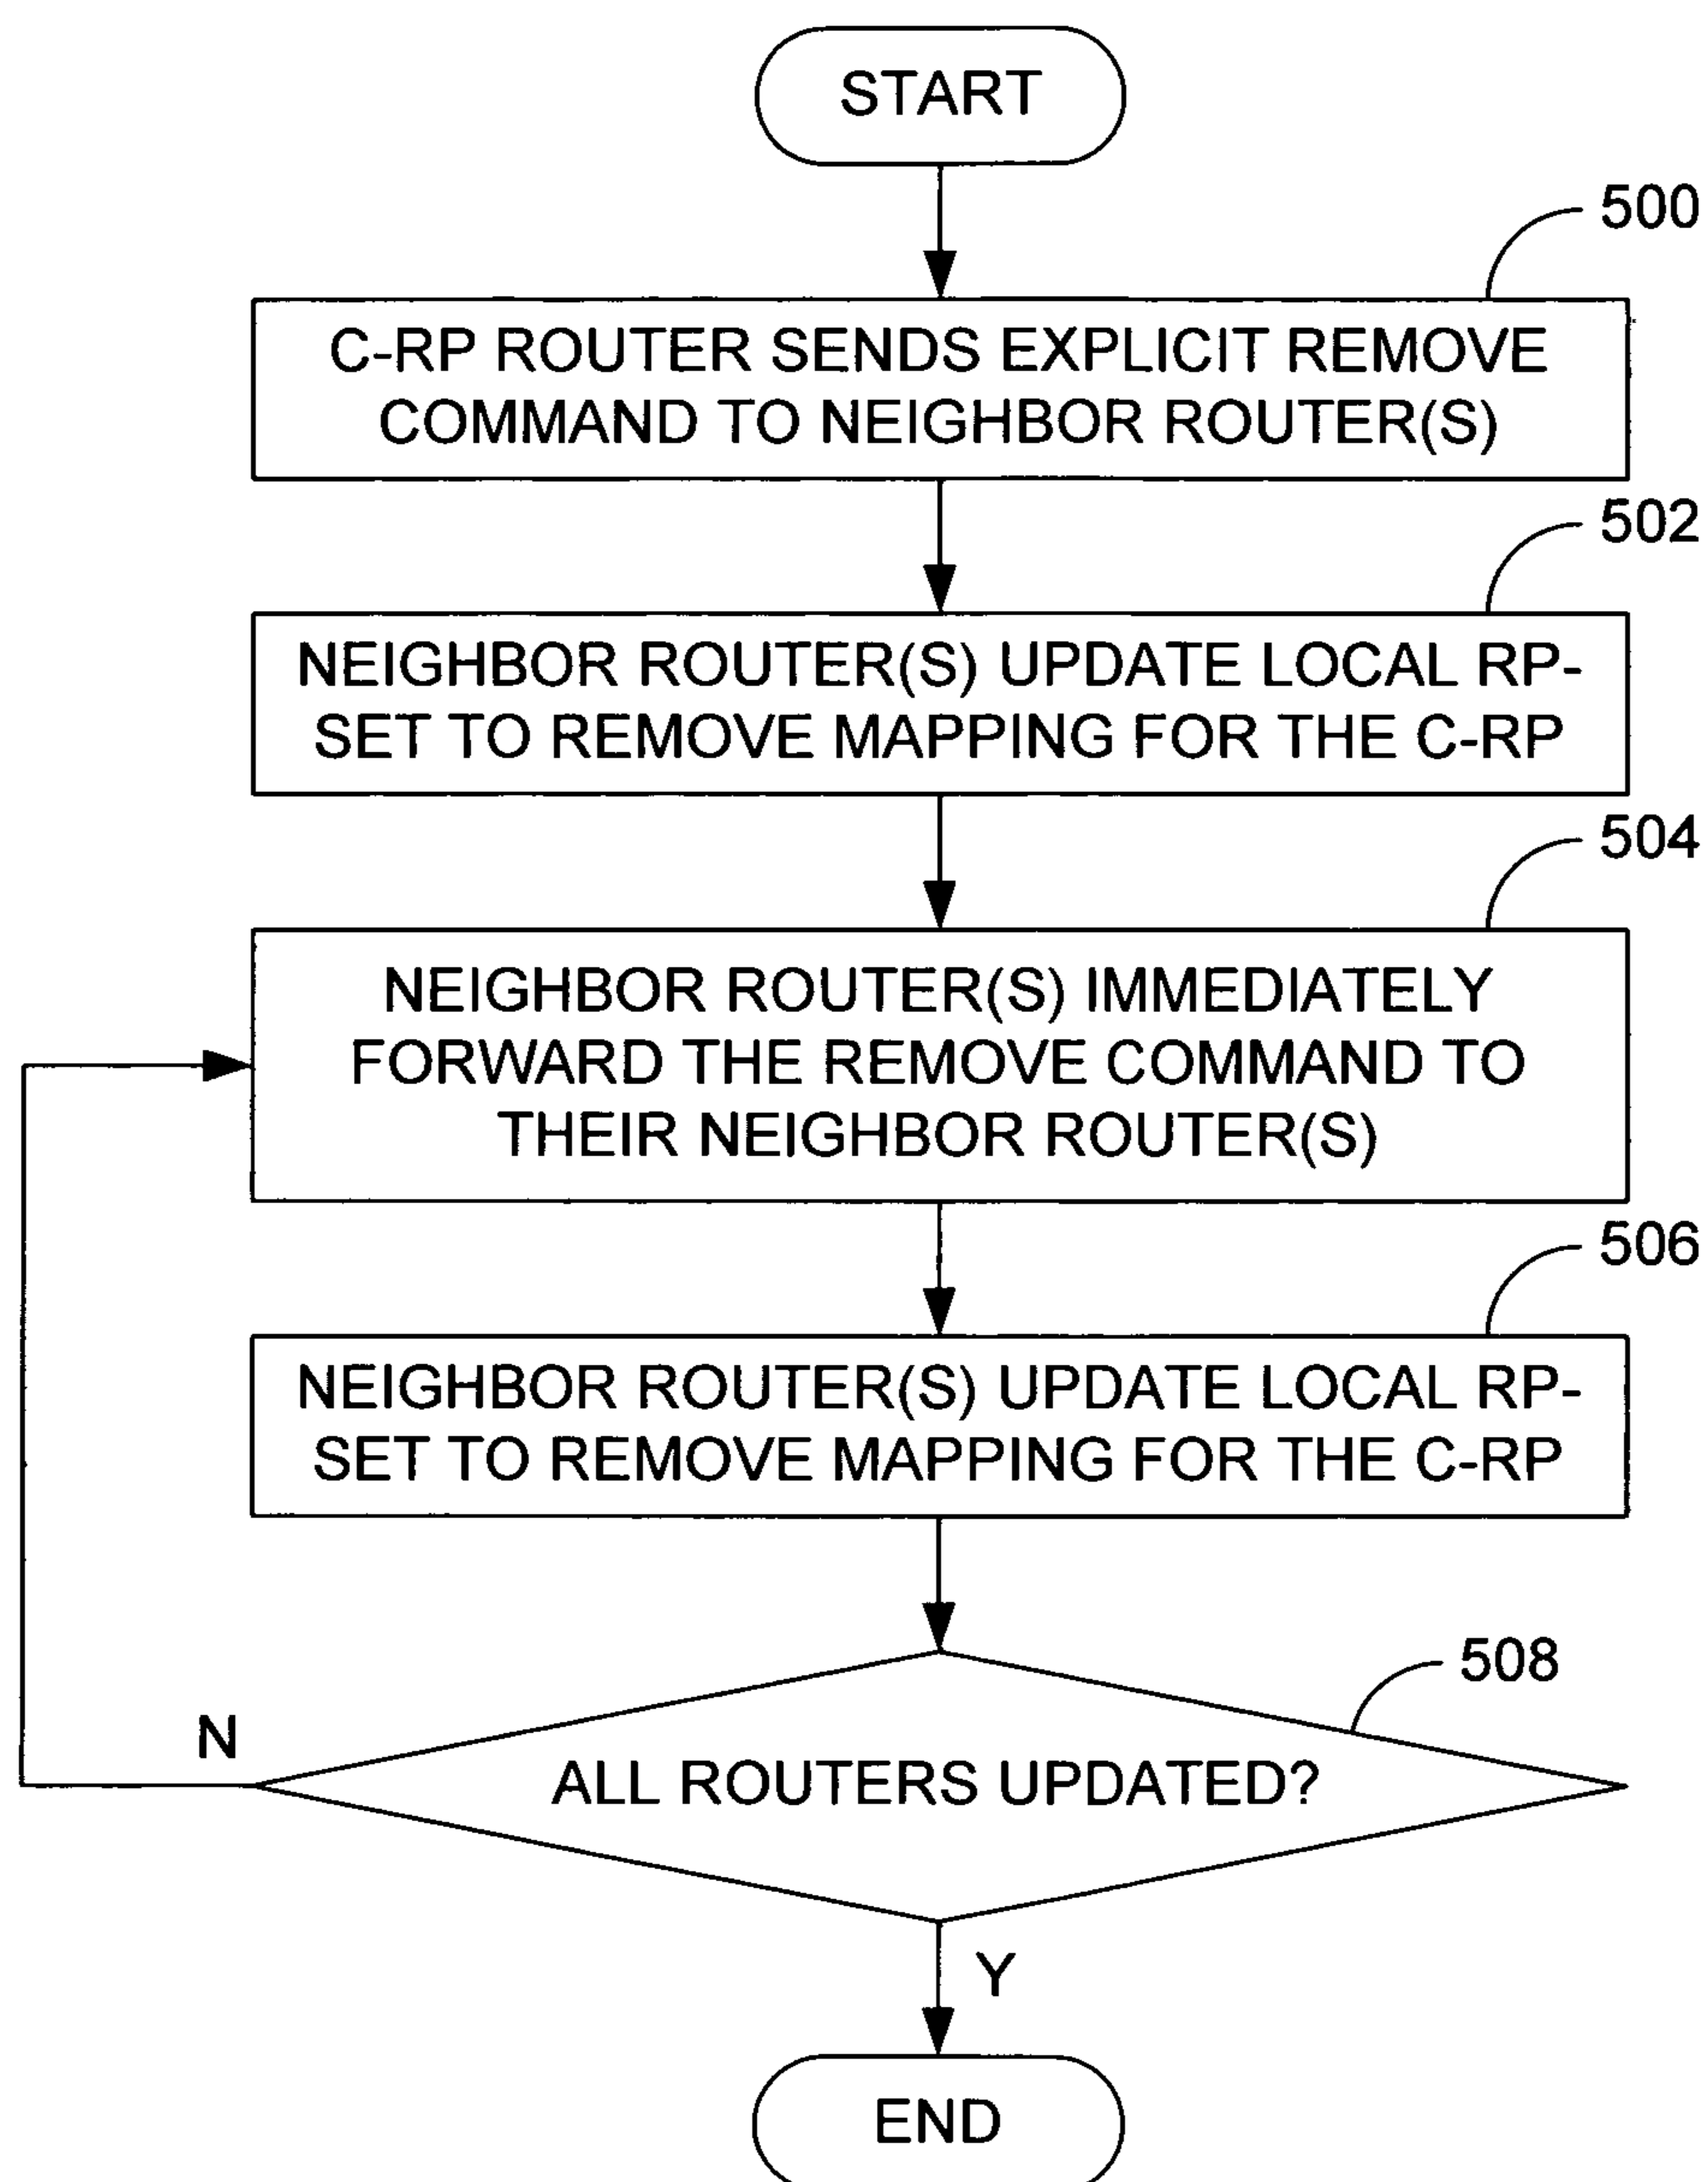 START
500
C-RP ROUTER SENDS EXPLICIT REMOVE
COMMAND TO NEIGHBOR ROUTER(S)
502
NEIGHBOR ROUTER(S) UPDATE LOCAL RP-
SET TO REMOVE MAPPING FOR THE C-RP
504
NEIGHBOR ROUTER(S) IMMEDIATELY
FORWARD THE REMOVE COMMAND TO
THEIR NEIGHBOR ROUTER(S)
506
NEIGHBOR ROUTER(S) UPDATE LOCAL RP-
SET TO REMOVE MAPPING FOR THE C-RP
508
N
ALL ROUTERS UPDATED?
Y
END